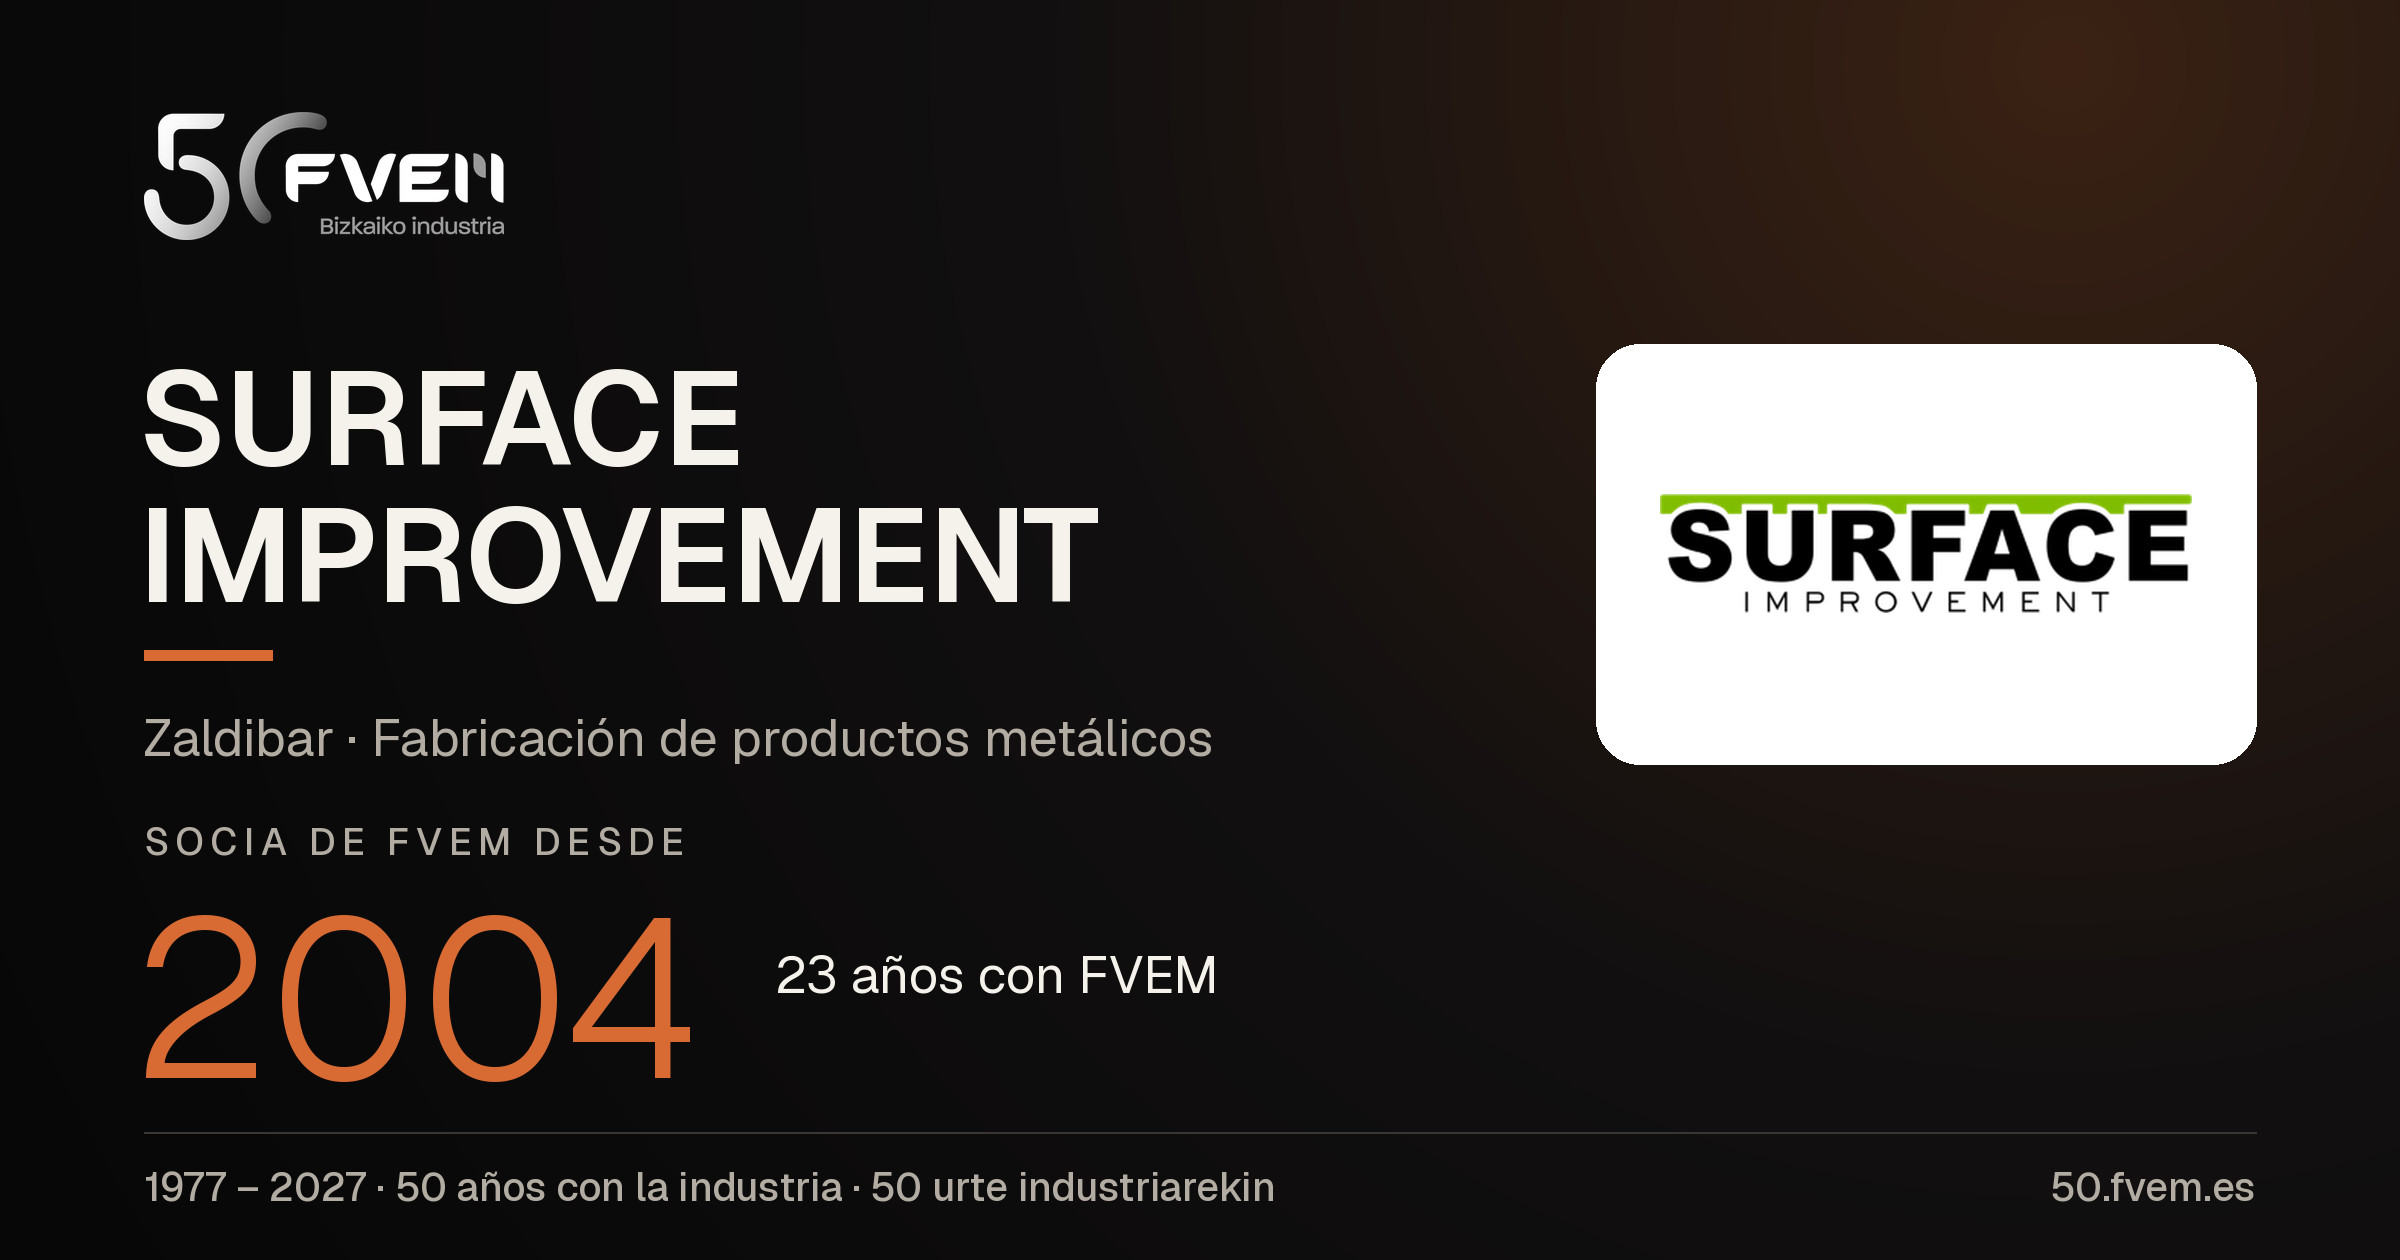 50 FVEM
Bizkaiko industria
SURFACE
IMPROVEMENT
SURFACE
IMPROVEMENT
Zaldibar · Fabricación de productos metálicos
SOCIA DE FVEM DESDE
2004
23 años con FVEM
1977 – 2027 · 50 años con la industria · 50 urte industriarekin
50.fvem.es